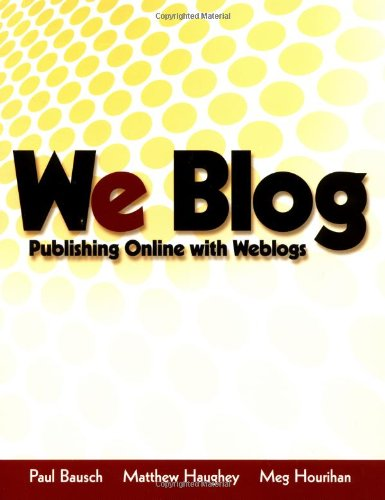 Copyrighted Material
We Blog
Publishing Online with Weblogs
Paul Bausch Matthew Haughey Meg Hourihan
Copyrighted Material